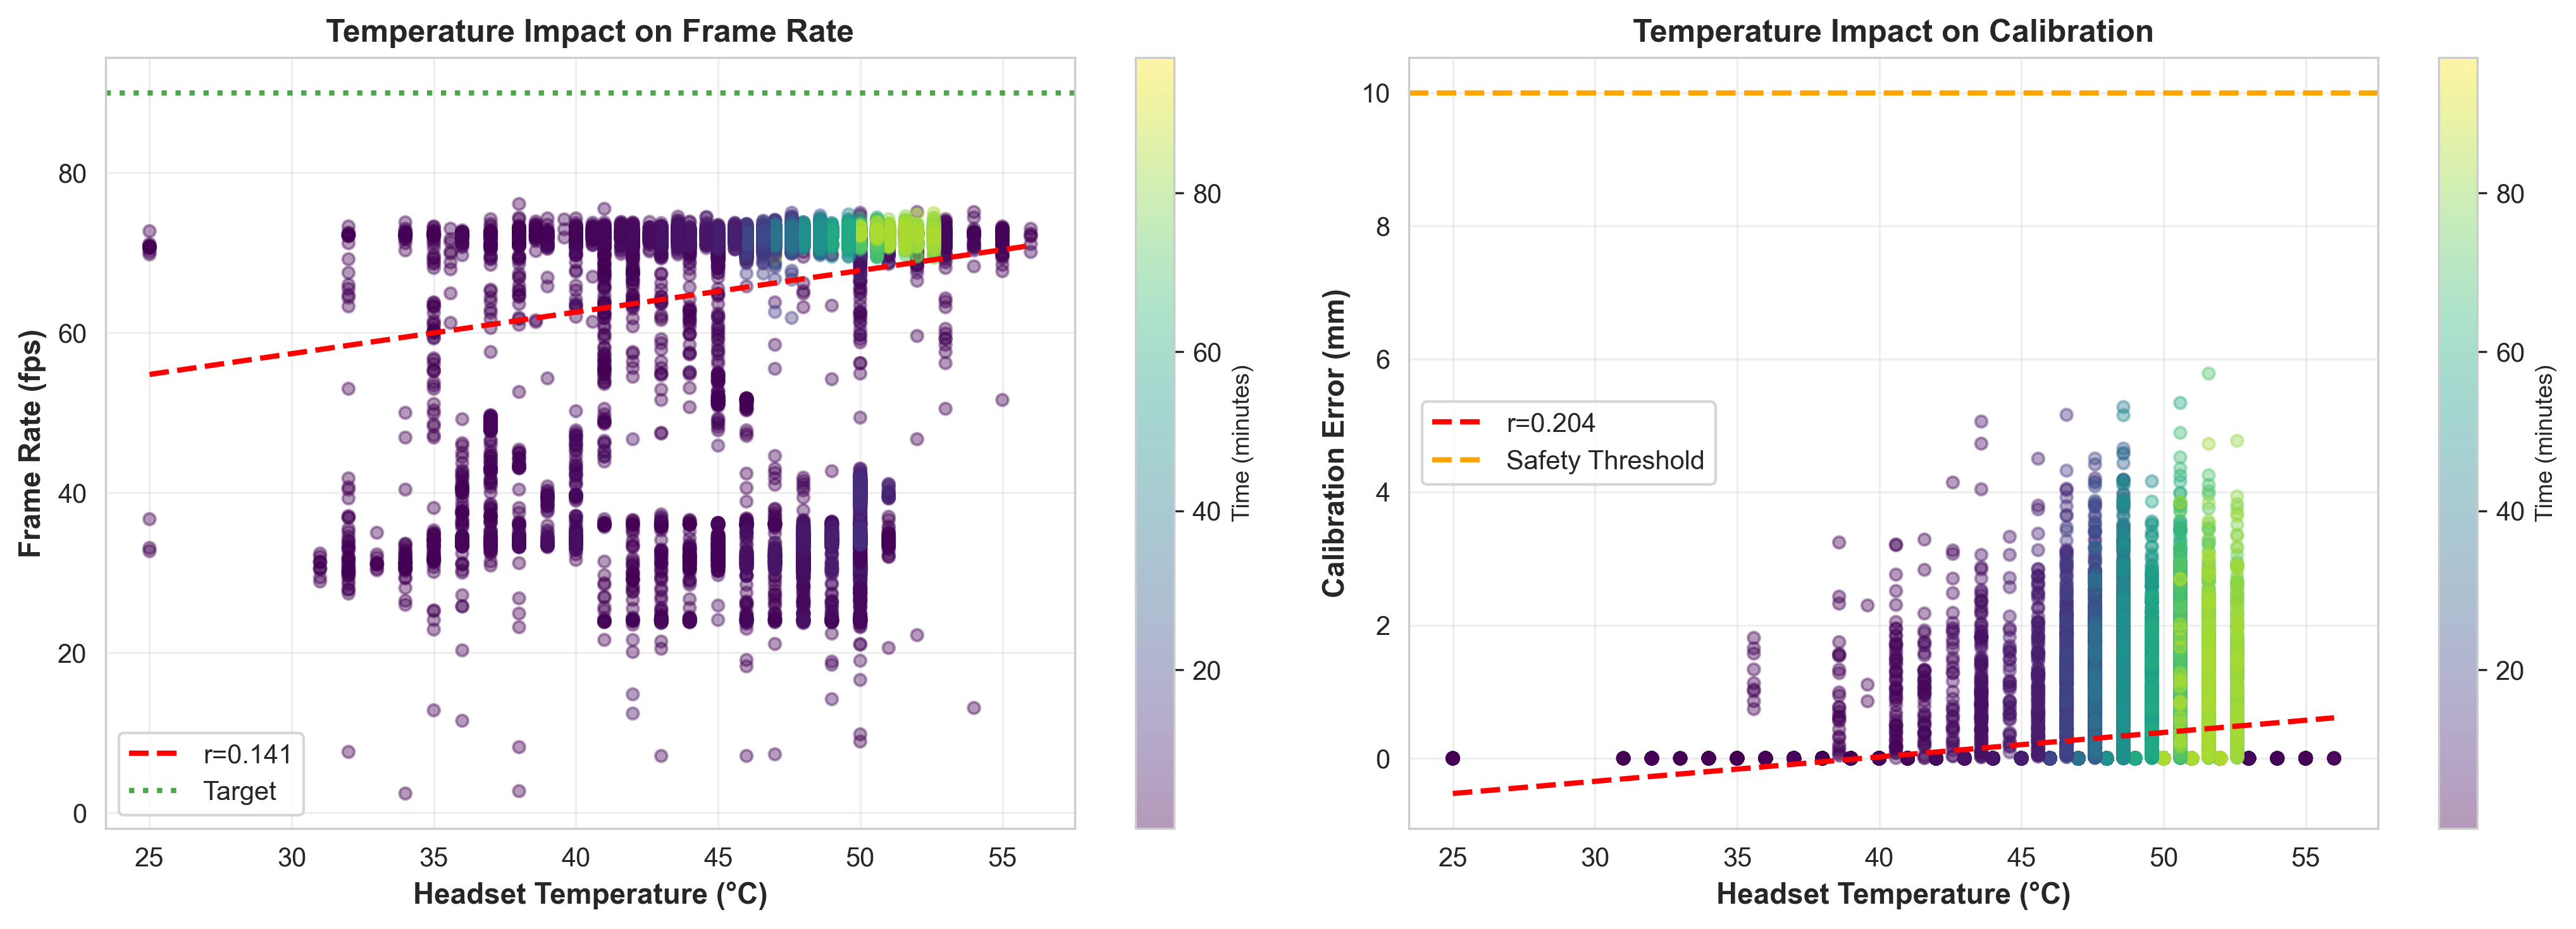 Temperature Impact on Frame Rate
Frame Rate (fps)
80
60
40
20
0
r=0.141
Target
25 30 35 40 45 50 55
Headset Temperature (°C)
80
60
40
20
Time (minutes)
Temperature Impact on Calibration
Calibration Error (mm)
10
8
6
4
2
0
r=0.204
Safety Threshold
25 30 35 40 45 50 55
Headset Temperature (°C)
80
60
40
20
Time (minutes)